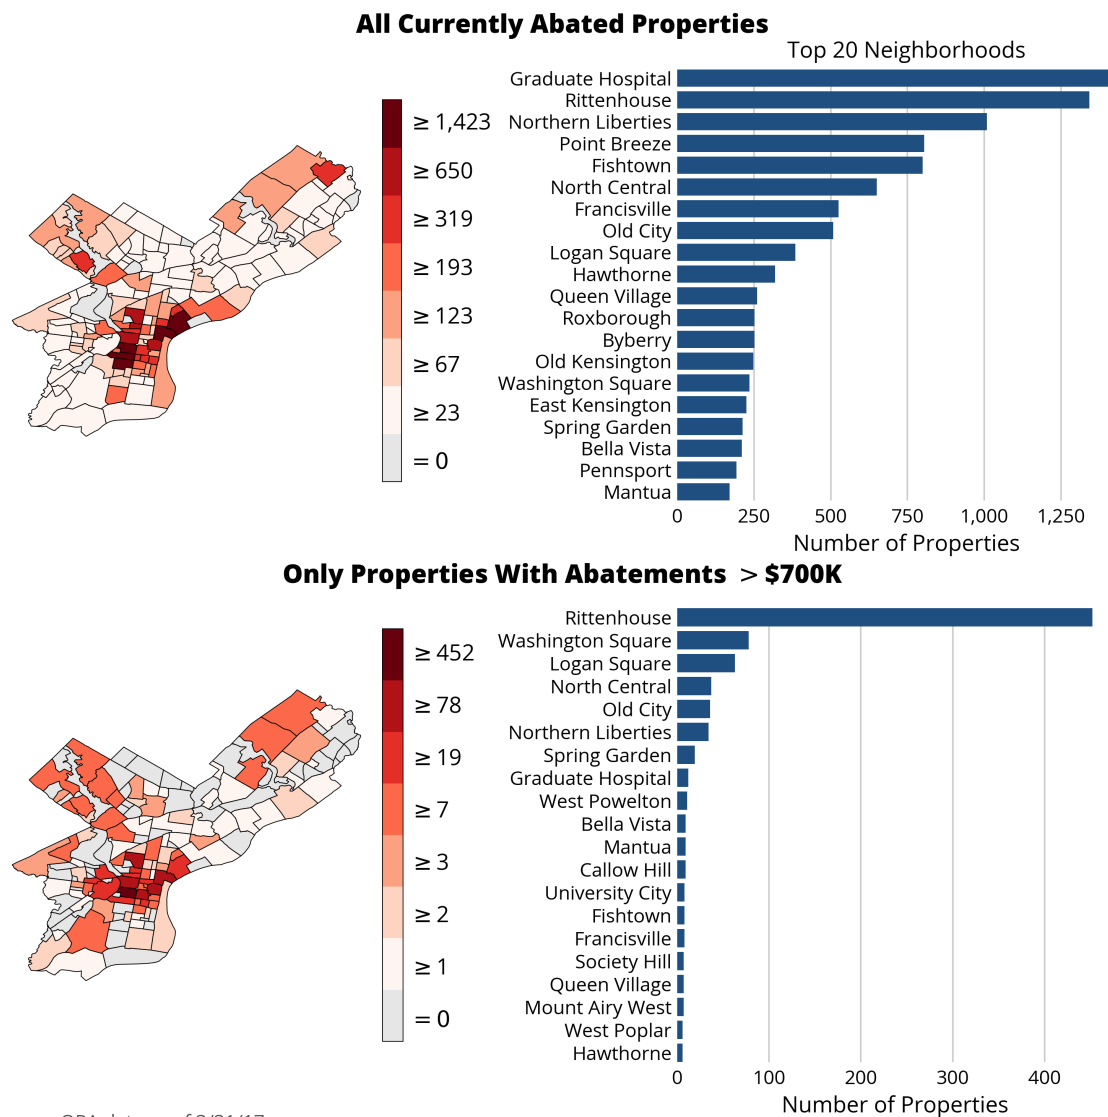 All Currently Abated Properties
Top 20 Neighborhoods
≥ 1,423
≥ 650
≥ 319
≥ 193
≥ 123
≥ 67
≥ 23
= 0
Graduate Hospital
Rittenhouse
Northern Liberties
Point Breeze
Fishtown
North Central
Francisville
Old City
Logan Square
Hawthorne
Queen Village
Roxborough
Byberry
Old Kensington
Washington Square
East Kensington
Spring Garden
Bella Vista
Pennsport
Mantua
0 250 500 750 1,000 1,250
Number of Properties
Only Properties With Abatements > $700K
≥ 452
≥ 78
≥ 19
≥ 7
≥ 3
≥ 2
≥ 1
= 0
Rittenhouse
Washington Square
Logan Square
North Central
Old City
Northern Liberties
Spring Garden
Graduate Hospital
West Powelton
Bella Vista
Mantua
Callow Hill
University City
Fishtown
Francisville
Society Hill
Queen Village
Mount Airy West
West Poplar
Hawthorne
0 100 200 300 400
Number of Properties